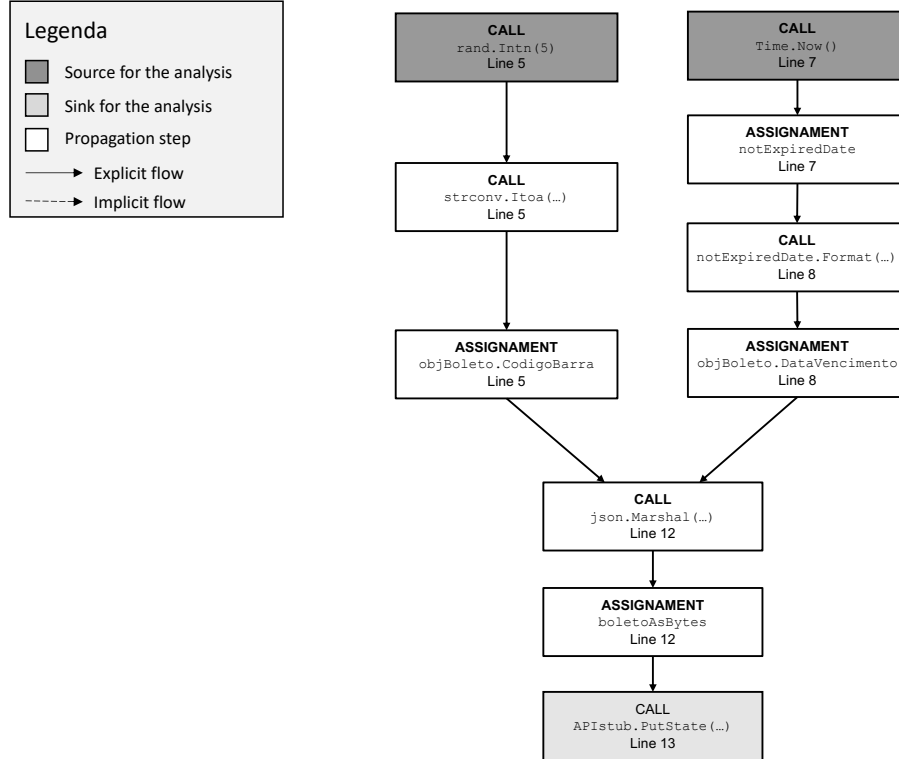 Legenda
Source for the analysis
Sink for the analysis
Propagation step
Explicit flow
Implicit flow
CALL
rand.Intn(5)
Line 5
CALL
strconv.Itoa(…)
Line 5
ASSIGNAMENT
objBoleto.CodigoBarra
Line 5
CALL
Time.Now()
Line 7
ASSIGNAMENT
notExpiredDate
Line 7
CALL
notExpiredDate.Format(…)
Line 8
ASSIGNAMENT
objBoleto.DataVencimento
Line 8
CALL
json.Marshal(…)
Line 12
ASSIGNAMENT
boletoAsBytes
Line 12
CALL
APIstub.PutState(…)
Line 13